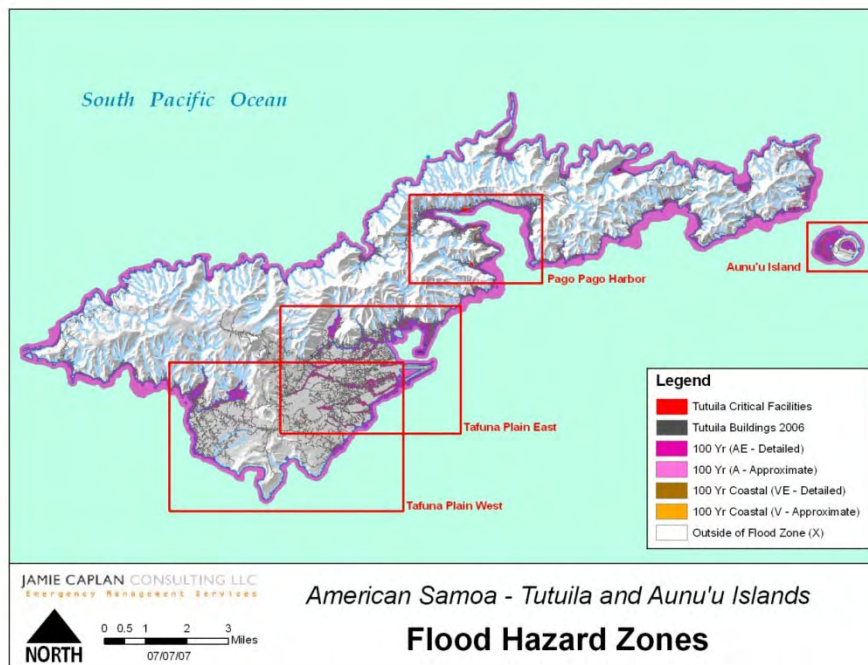 South Pacific Ocean
Pago Pago Harbor
Aunu'u Island
Tafuna Plain East
Tafuna Plain West
Legend
Tutuila Critical Facilities
Tutuila Buildings 2006
100 Yr (AE - Detailed)
100 Yr (A - Approximate)
100 Yr Coastal (VE - Detailed)
100 Yr Coastal (V - Approximate)
Outside of Flood Zone (X)
JAMIE CAPLAN CONSULTING LLC
Emergency Management Services
NORTH
0 0.5 1 2 3
Miles
07/07/07
American Samoa - Tutuila and Aunu'u Islands
Flood Hazard Zones